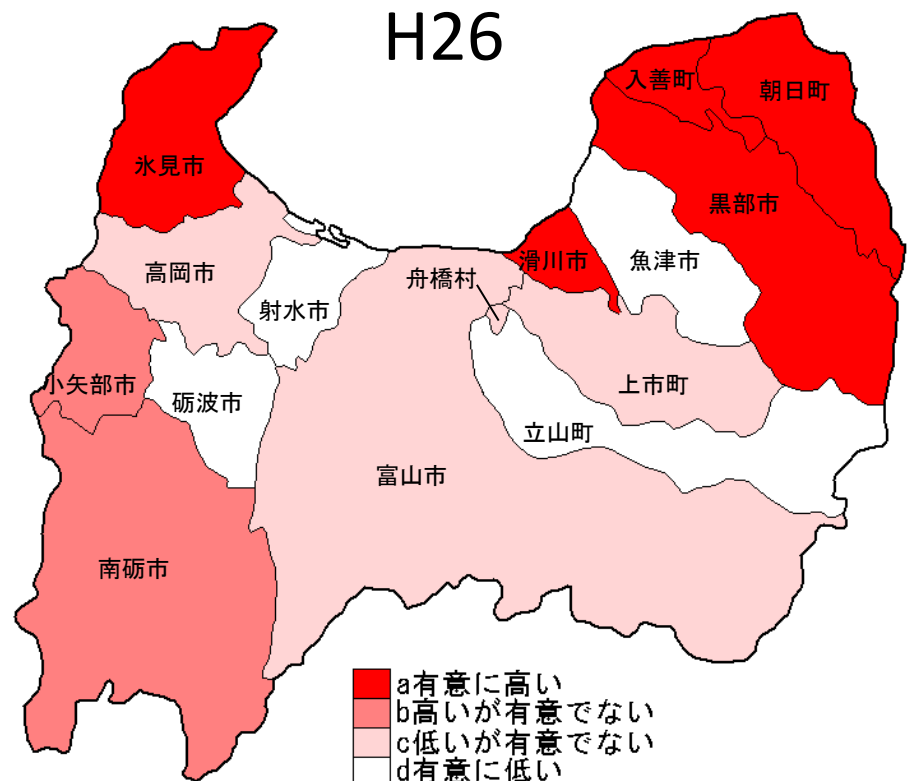 H26
入善町
朝日町
氷見市
黒部市
滑川市
魚津市
高岡市
舟橋村
射水市
小矢部市
砺波市
上市町
立山町
富山市
南砺市
a有意に高い
b高いが有意でない
c低いが有意でない
d有意に低い